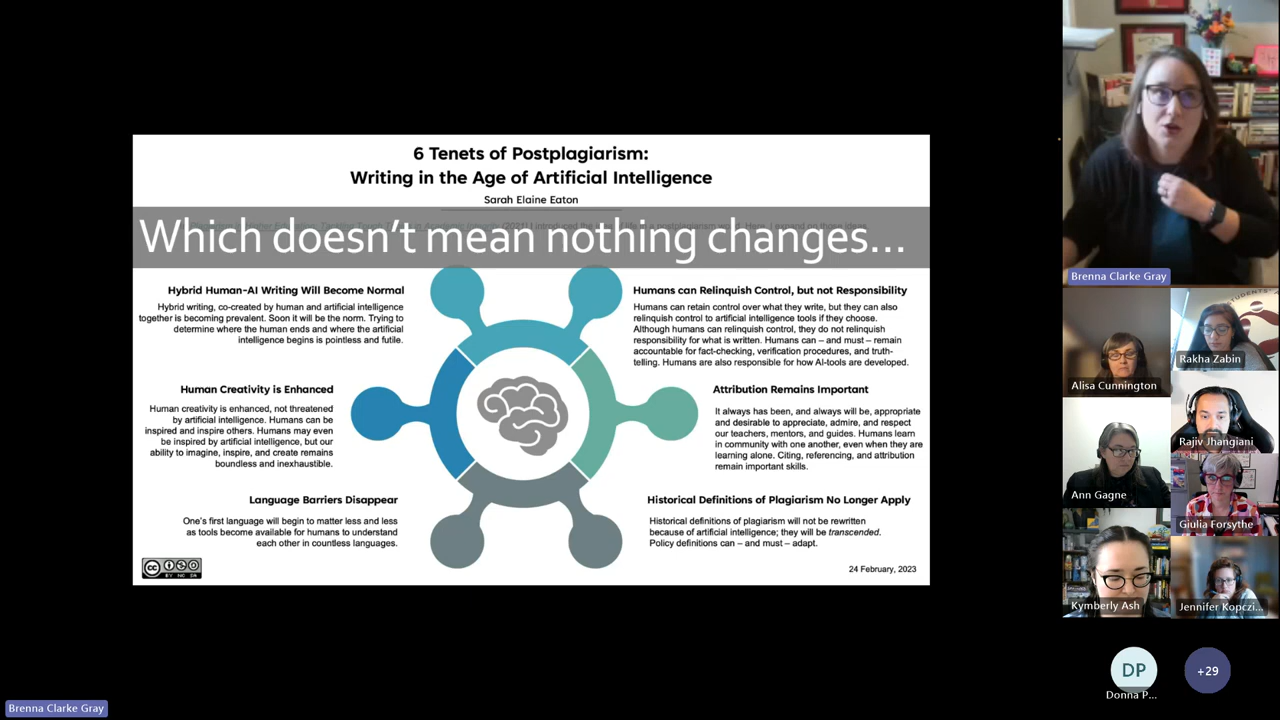 6 Tenets of Postplagiarism:
Writing in the Age of Artificial Intelligence
Sarah Elaine Eaton
Which doesn't mean nothing changes...
Hybrid Human-AI Writing Will Become Normal
Hybrid writing, co-created by human and artificial intelligence
together is becoming prevalent. Soon it will be the norm. Trying to
determine where the human ends and where the artificial
intelligence begins is pointless and futile.
Humans can Relinquish Control, but not Responsibility
Humans can retain control over what they write, but they can also
relinquish control to artificial intelligence tools if they choose.
Although humans can relinquish control, they do not relinquish
responsibility for what is written. Humans can – and must – remain
accountable for fact-checking, verification procedures, and truth-
telling. Humans are also responsible for how AI-tools are developed.
Human Creativity is Enhanced
Human creativity is enhanced, not threatened
by artificial intelligence. Humans can be
inspired and inspire others. Humans may even
be inspired by artificial intelligence, but our
ability to imagine, inspire, and create remains
boundless and inexhaustible.
Attribution Remains Important
It always has been, and always will be, appropriate
and desirable to appreciate, admire, and respect
our teachers, mentors, and guides. Humans learn
in community with one another, even when they are
learning alone. Citing, referencing, and attribution
remain important skills.
Language Barriers Disappear
One's first language will begin to matter less and less
as tools become available for humans to understand
each other in countless languages.
Historical Definitions of Plagiarism No Longer Apply
Historical definitions of plagiarism will not be rewritten
because of artificial intelligence; they will be transcended.
Policy definitions can – and must – adapt.
cc
BY NC SA
24 February, 2023
Brenna Clarke Gray
Alisa Cunnington
Rakha Zabin
Ann Gagne
Rajiv Jhangiani
Giulia Forsythe
Kymberly Ash
Jennifer Kopczi...
DP
Donna P...
+29
Brenna Clarke Gray